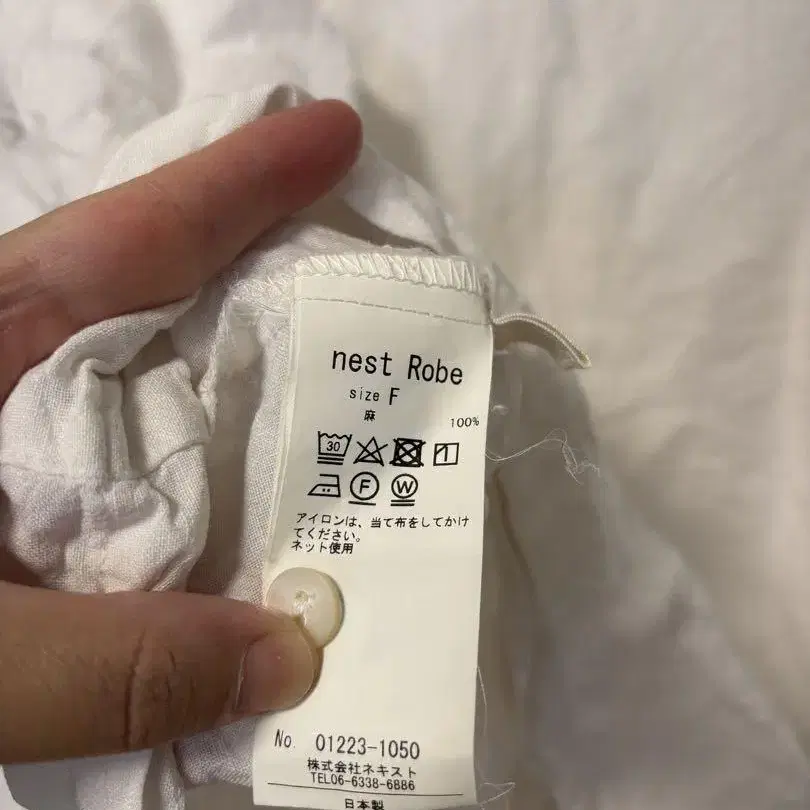 nest Robe
size F
麻 100%
30
1
F W
アイロンは、当て布をしてかけ
てください。
ネット使用
No. 01223-1050
株式会社ネキスト
TEL06-6338-6886
日本製